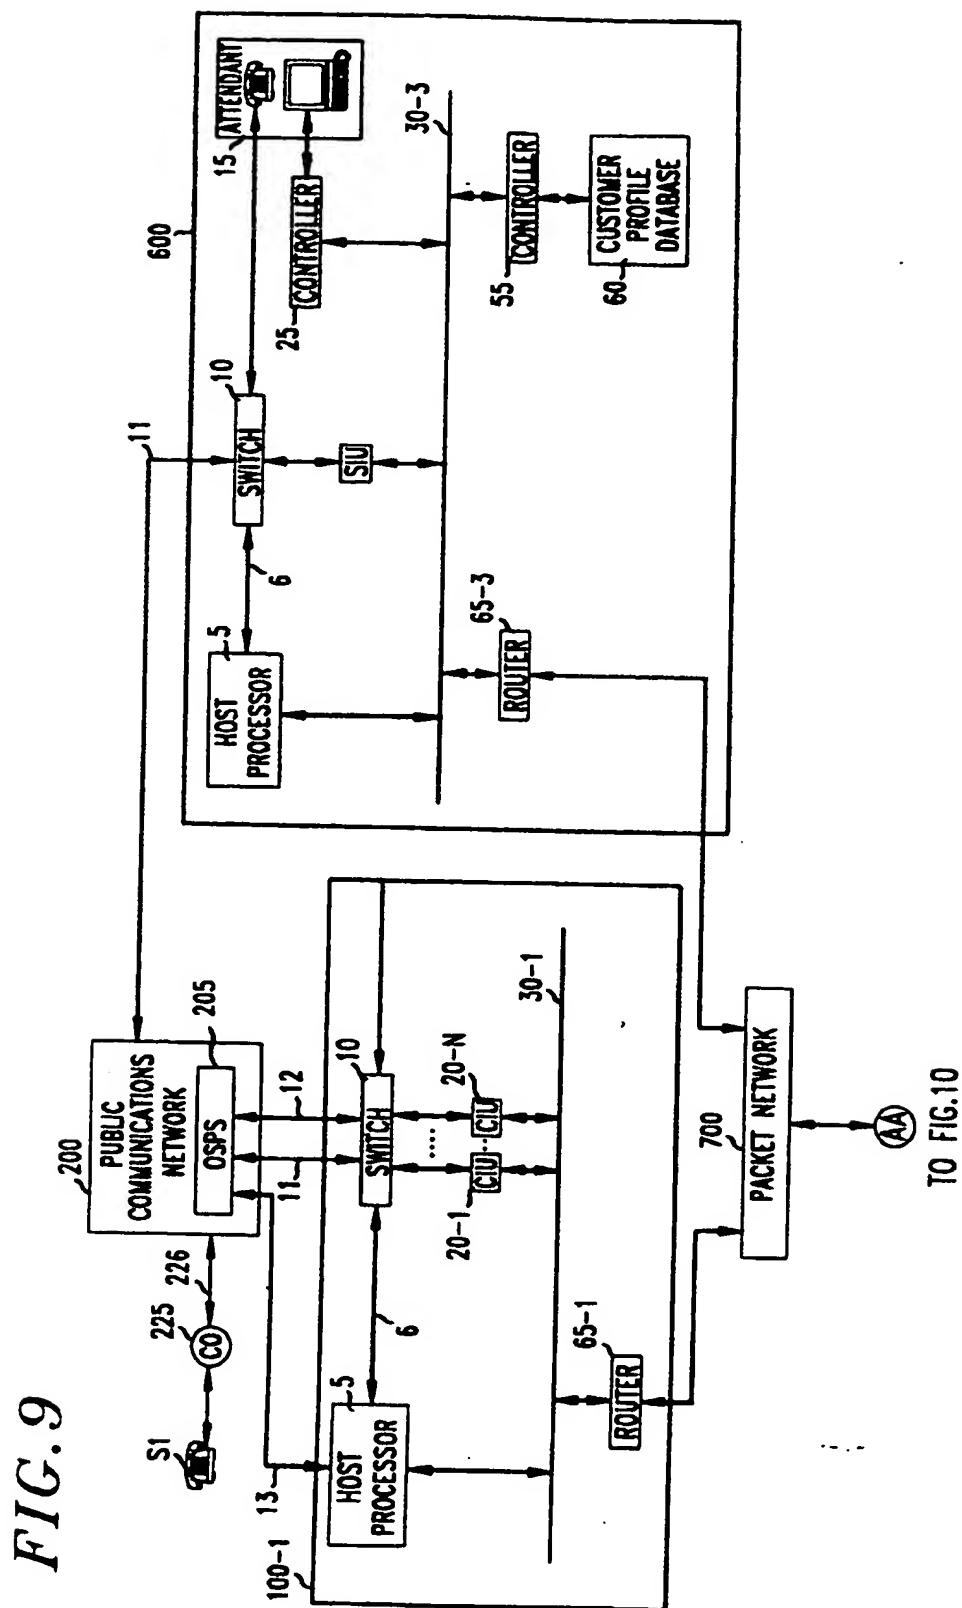 FIG. 9
S1
225
CO
226
200
PUBLIC
COMMUNICATIONS
NETWORK
OSPS
205
11
13
11
12
100-1
5
HOST
PROCESSOR
6
10
SWITCH
20-1
CIU
....
CIU
20-N
30-1
65-1
ROUTER
600
5
HOST
PROCESSOR
6
10
SWITCH
SIU
15
ATTENDANT
25
CONTROLLER
30-3
65-3
ROUTER
55
CONTROLLER
60
CUSTOMER
PROFILE
DATABASE
700
PACKET NETWORK
AA
TO FIG.10